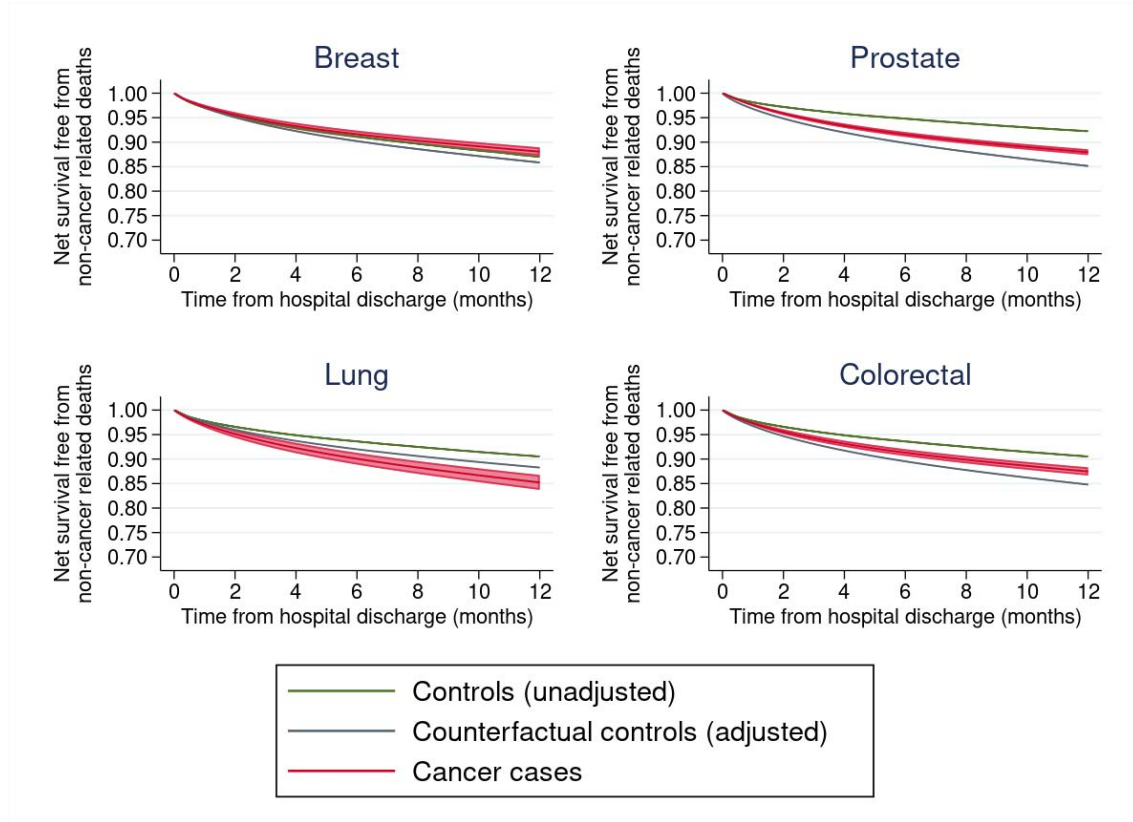 Breast
Net survival free from
non-cancer related deaths
1.00
0.95
0.90
0.85
0.80
0.75
0.70
0 2 4 6 8 10 12
Time from hospital discharge (months)
Prostate
Net survival free from
non-cancer related deaths
1.00
0.95
0.90
0.85
0.80
0.75
0.70
0 2 4 6 8 10 12
Time from hospital discharge (months)
Lung
Net survival free from
non-cancer related deaths
1.00
0.95
0.90
0.85
0.80
0.75
0.70
0 2 4 6 8 10 12
Time from hospital discharge (months)
Colorectal
Net survival free from
non-cancer related deaths
1.00
0.95
0.90
0.85
0.80
0.75
0.70
0 2 4 6 8 10 12
Time from hospital discharge (months)
Controls (unadjusted)
Counterfactual controls (adjusted)
Cancer cases